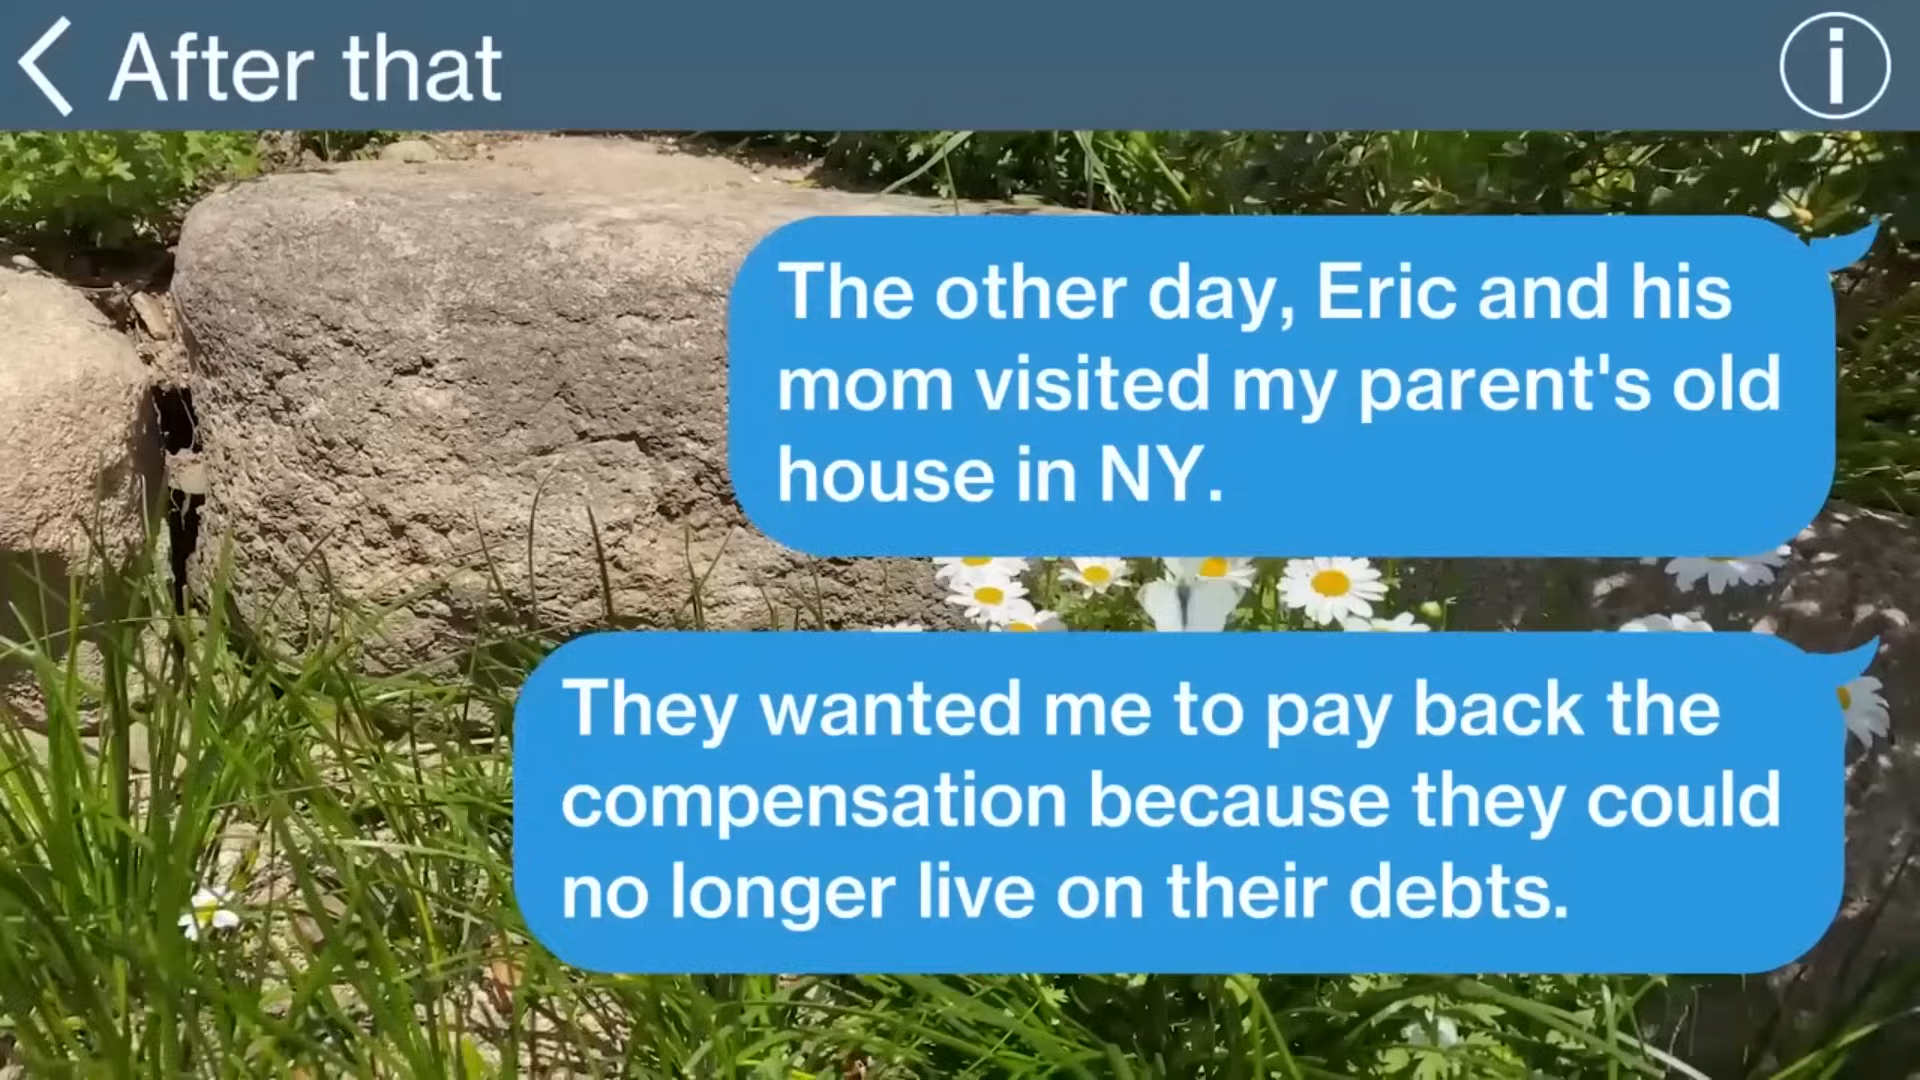 After that
The other day, Eric and his
mom visited my parent's old
house in NY.
They wanted me to pay back the
compensation because they could
no longer live on their debts.